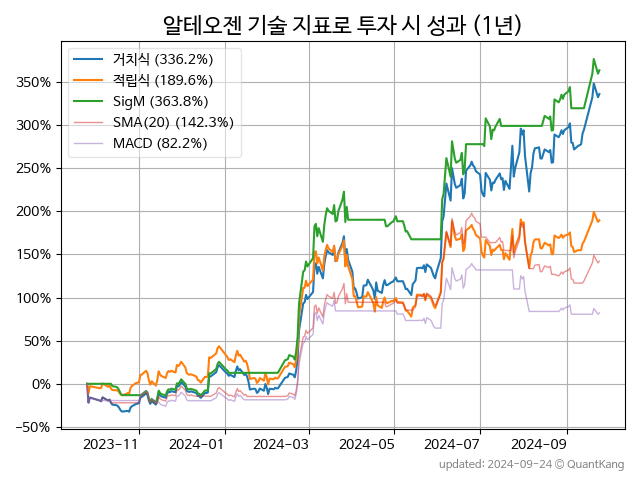 알테오젠 기술 지표로 투자 시 성과 (1년)
거치식 (336.2%)
적립식 (189.6%)
SigM (363.8%)
SMA(20) (142.3%)
MACD (82.2%)
350%
300%
250%
200%
150%
100%
50%
0%
−50%
2023-11
2024-01
2024-03
2024-05
2024-07
2024-09
updated: 2024-09-24 © QuantKang